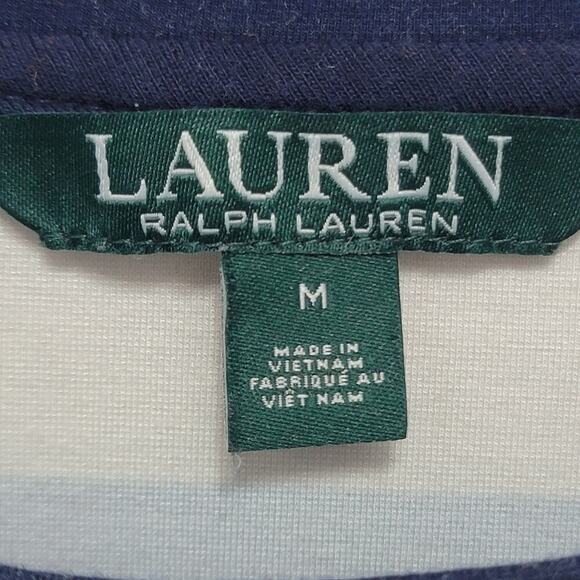 LAUREN
RALPH LAUREN
M
MADE IN
VIETNAM
FABRIQUÉ AU
VIÊT NAM